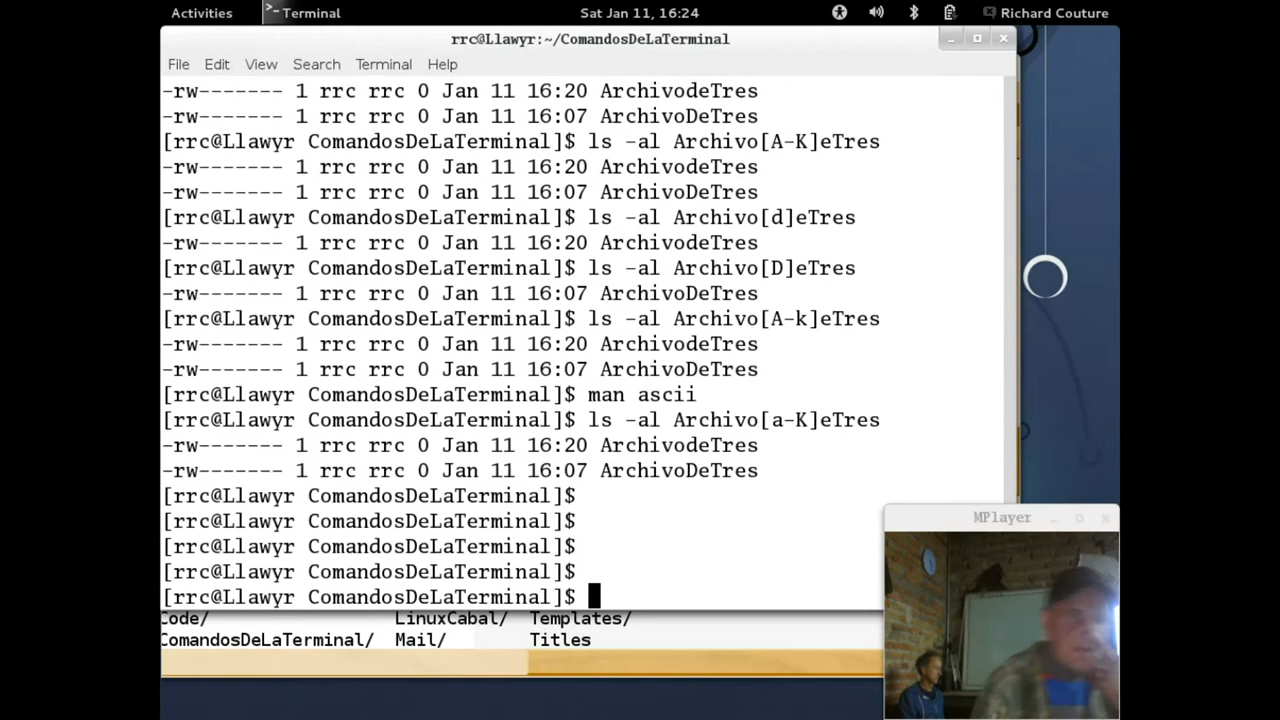 Activities Terminal Sat Jan 11, 16:24 Richard Couture
rrc@Llawyr:~/ComandosDeLaTerminal
File Edit View Search Terminal Help
-rw------- 1 rrc rrc 0 Jan 11 16:20 ArchivodeTres
-rw------- 1 rrc rrc 0 Jan 11 16:07 ArchivoDeTres
[rrc@Llawyr ComandosDeLaTerminal]$ ls -al Archivo[A-K]eTres
-rw------- 1 rrc rrc 0 Jan 11 16:20 ArchivodeTres
-rw------- 1 rrc rrc 0 Jan 11 16:07 ArchivoDeTres
[rrc@Llawyr ComandosDeLaTerminal]$ ls -al Archivo[d]eTres
-rw------- 1 rrc rrc 0 Jan 11 16:20 ArchivodeTres
[rrc@Llawyr ComandosDeLaTerminal]$ ls -al Archivo[D]eTres
-rw------- 1 rrc rrc 0 Jan 11 16:07 ArchivoDeTres
[rrc@Llawyr ComandosDeLaTerminal]$ ls -al Archivo[A-k]eTres
-rw------- 1 rrc rrc 0 Jan 11 16:20 ArchivodeTres
-rw------- 1 rrc rrc 0 Jan 11 16:07 ArchivoDeTres
[rrc@Llawyr ComandosDeLaTerminal]$ man ascii
[rrc@Llawyr ComandosDeLaTerminal]$ ls -al Archivo[a-K]eTres
-rw------- 1 rrc rrc 0 Jan 11 16:20 ArchivodeTres
-rw------- 1 rrc rrc 0 Jan 11 16:07 ArchivoDeTres
[rrc@Llawyr ComandosDeLaTerminal]$
[rrc@Llawyr ComandosDeLaTerminal]$
[rrc@Llawyr ComandosDeLaTerminal]$
[rrc@Llawyr ComandosDeLaTerminal]$
[rrc@Llawyr ComandosDeLaTerminal]$
MPlayer
Code/ LinuxCabal/ Templates/
ComandosDeLaTerminal/ Mail/ Titles